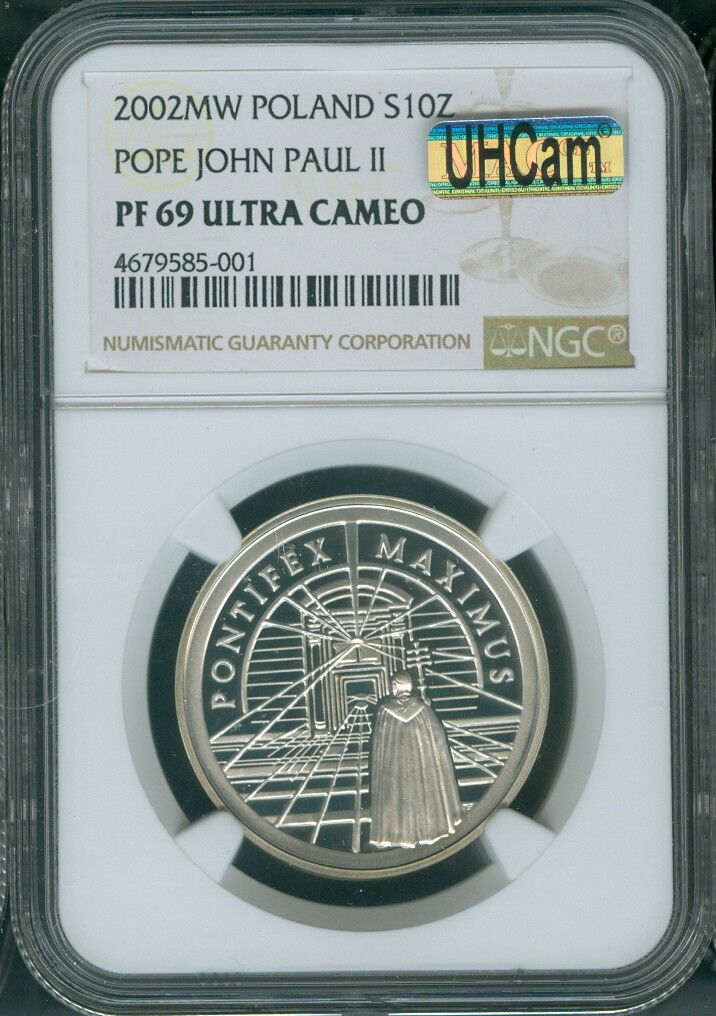 2002MW POLAND S10Z
POPE JOHN PAUL II
UHCam©
PF 69 ULTRA CAMEO
4679585-001
NUMISMATIC GUARANTY CORPORATION
NGC®
PONTIFEX MAXIMUS